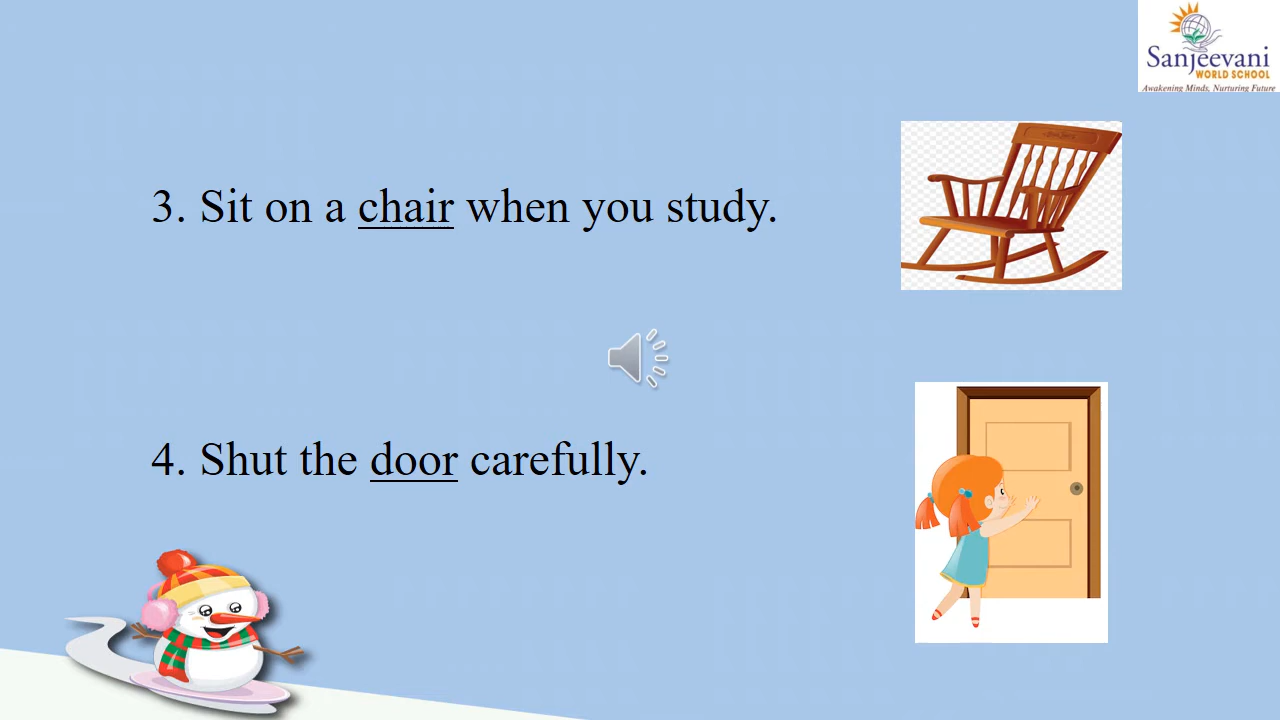 Sanjeevani
WORLD SCHOOL
Awakening Minds, Nurturing Future
3. Sit on a chair when you study.
4. Shut the door carefully.